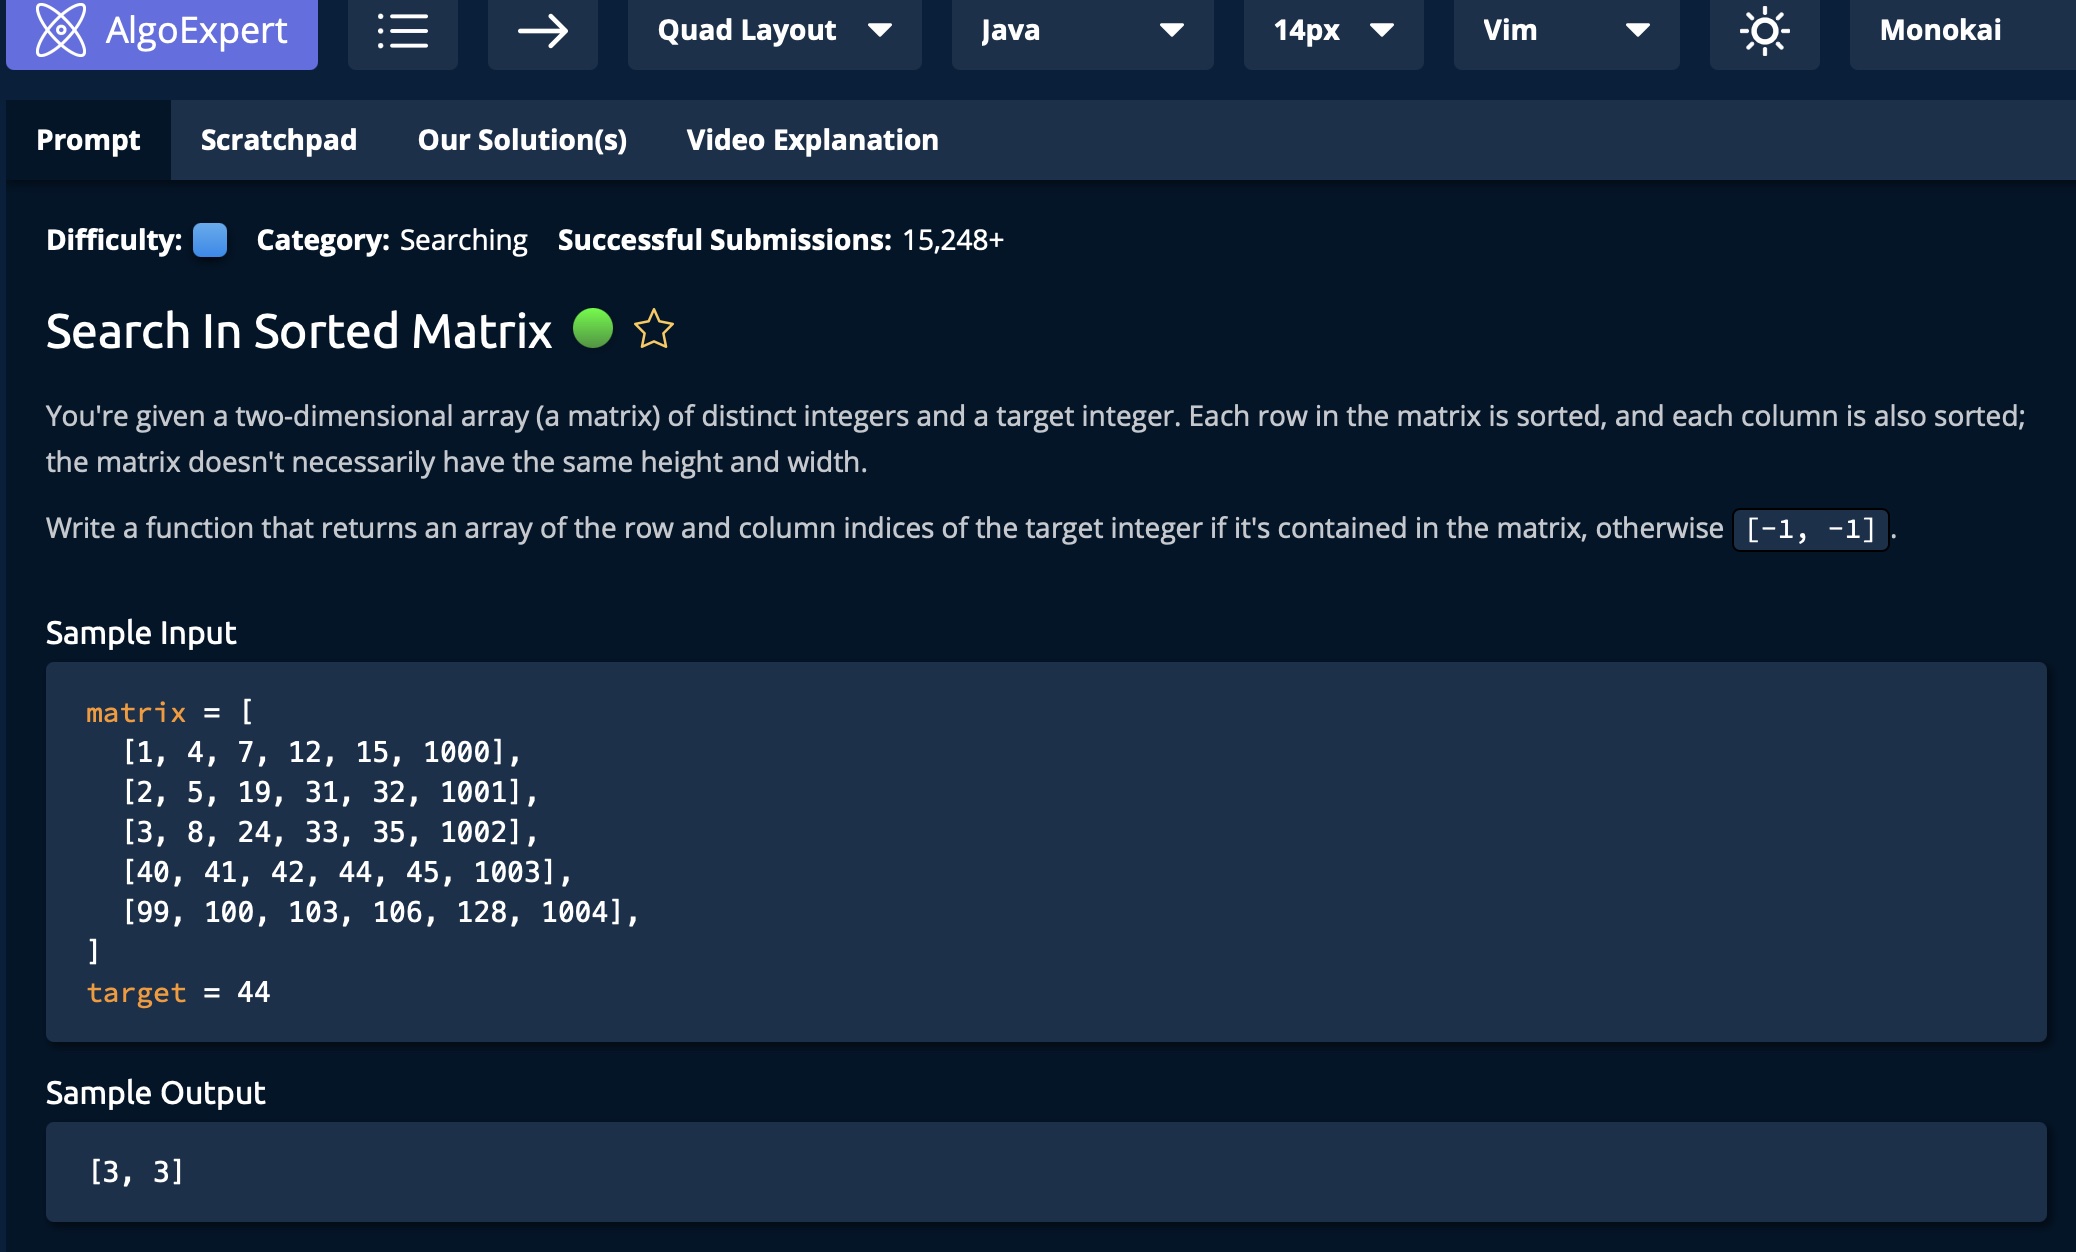 AlgoExpert
Quad Layout
Java
14px
Vim
Monokai
Prompt
Scratchpad
Our Solution(s)
Video Explanation
Difficulty:
Category: Searching
Successful Submissions: 15,248+
Search In Sorted Matrix
You're given a two-dimensional array (a matrix) of distinct integers and a target integer. Each row in the matrix is sorted, and each column is also sorted;
the matrix doesn't necessarily have the same height and width.
Write a function that returns an array of the row and column indices of the target integer if it's contained in the matrix, otherwise [-1, -1] .
Sample Input
matrix = [
[1, 4, 7, 12, 15, 1000],
[2, 5, 19, 31, 32, 1001],
[3, 8, 24, 33, 35, 1002],
[40, 41, 42, 44, 45, 1003],
[99, 100, 103, 106, 128, 1004],
]
target = 44
Sample Output
[3, 3]